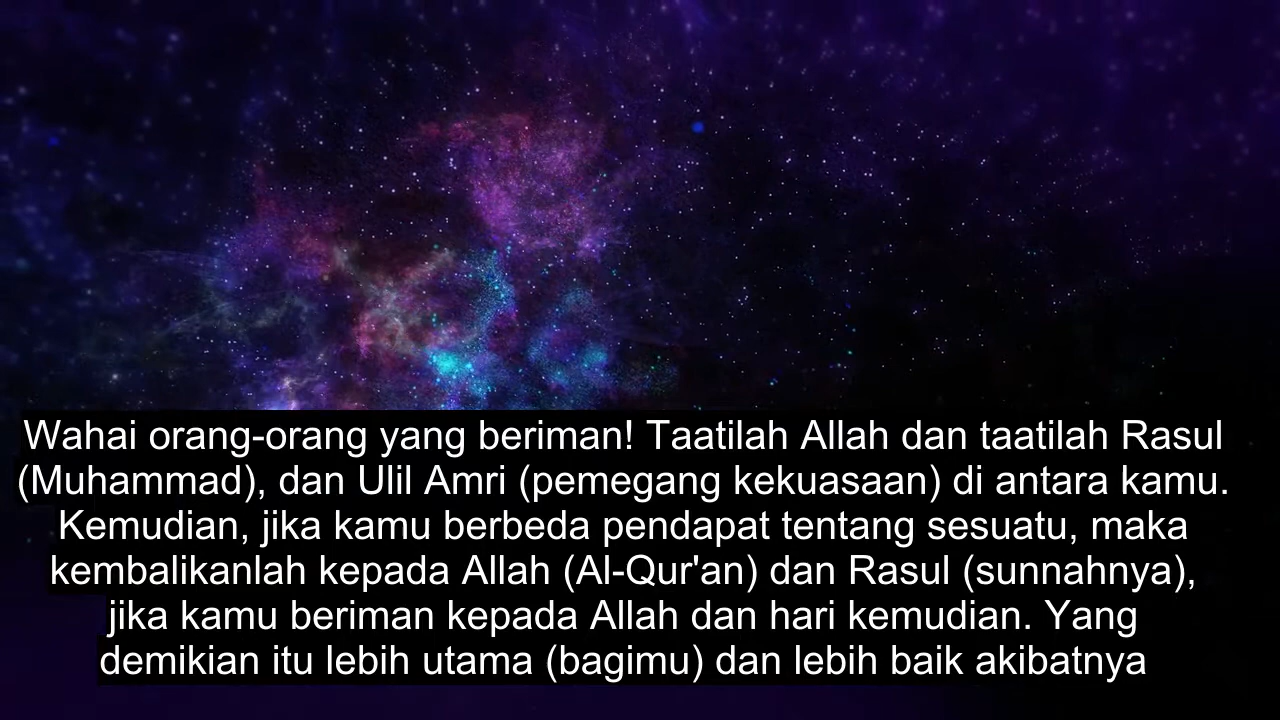 Wahai orang-orang yang beriman! Taatilah Allah dan taatilah Rasul
(Muhammad), dan Ulil Amri (pemegang kekuasaan) di antara kamu.
Kemudian, jika kamu berbeda pendapat tentang sesuatu, maka
kembalikanlah kepada Allah (Al-Qur'an) dan Rasul (sunnahnya),
jika kamu beriman kepada Allah dan hari kemudian. Yang
demikian itu lebih utama (bagimu) dan lebih baik akibatnya